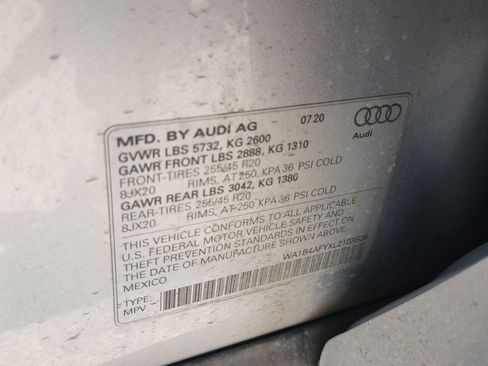 MFD. BY AUDI AG 07/20
GVWR LBS 5732, KG 2600
GAWR FRONT LBS 2888, KG 1310
FRONT-TIRES 255/45 R20
8JX20 RIMS, AT 250, KPA 36 PSI COLD
GAWR REAR LBS 3042, KG 1380
REAR-TIRES 255/45 R20
8JX20 RIMS, AT 250 KPA 36 PSI COLD
Audi
THIS VEHICLE CONFORMS TO ALL APPLICABLE
U.S. FEDERAL MOTOR VEHICLE SAFETY AND
THEFT PREVENTION STANDARDS IN EFFECT ON
THE DATE OF MANUFACTURE SHOWN ABOVE.
MEXICO
TYPE:
MPV